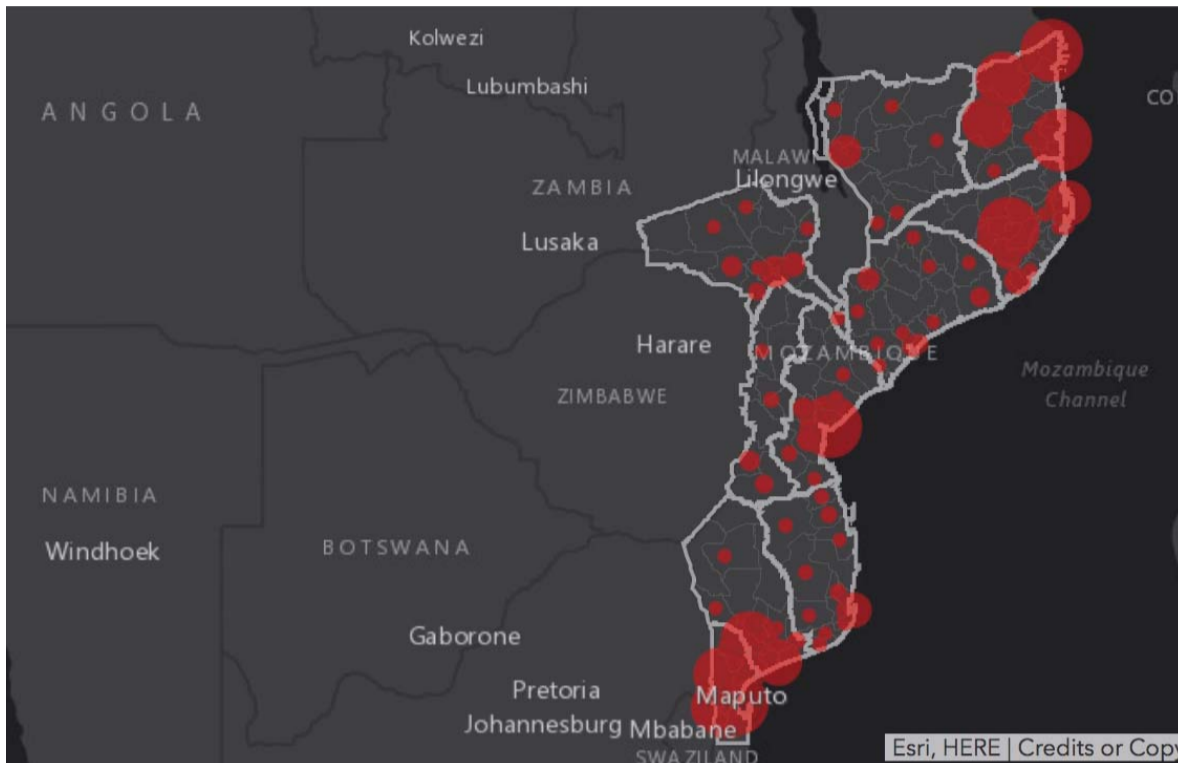 Kolwezi
Lubumbashi
ANGOLA
CO
MALAWI
Lilongwe
ZAMBIA
Lusaka
Harare
MOZAMBIQUE
Mozambique
Channel
ZIMBABWE
NAMIBIA
Windhoek
BOTSWANA
Gaborone
Pretoria
Maputo
Johannesburg
Mbabane
SWAZILAND
Esri, HERE | Credits or Copy